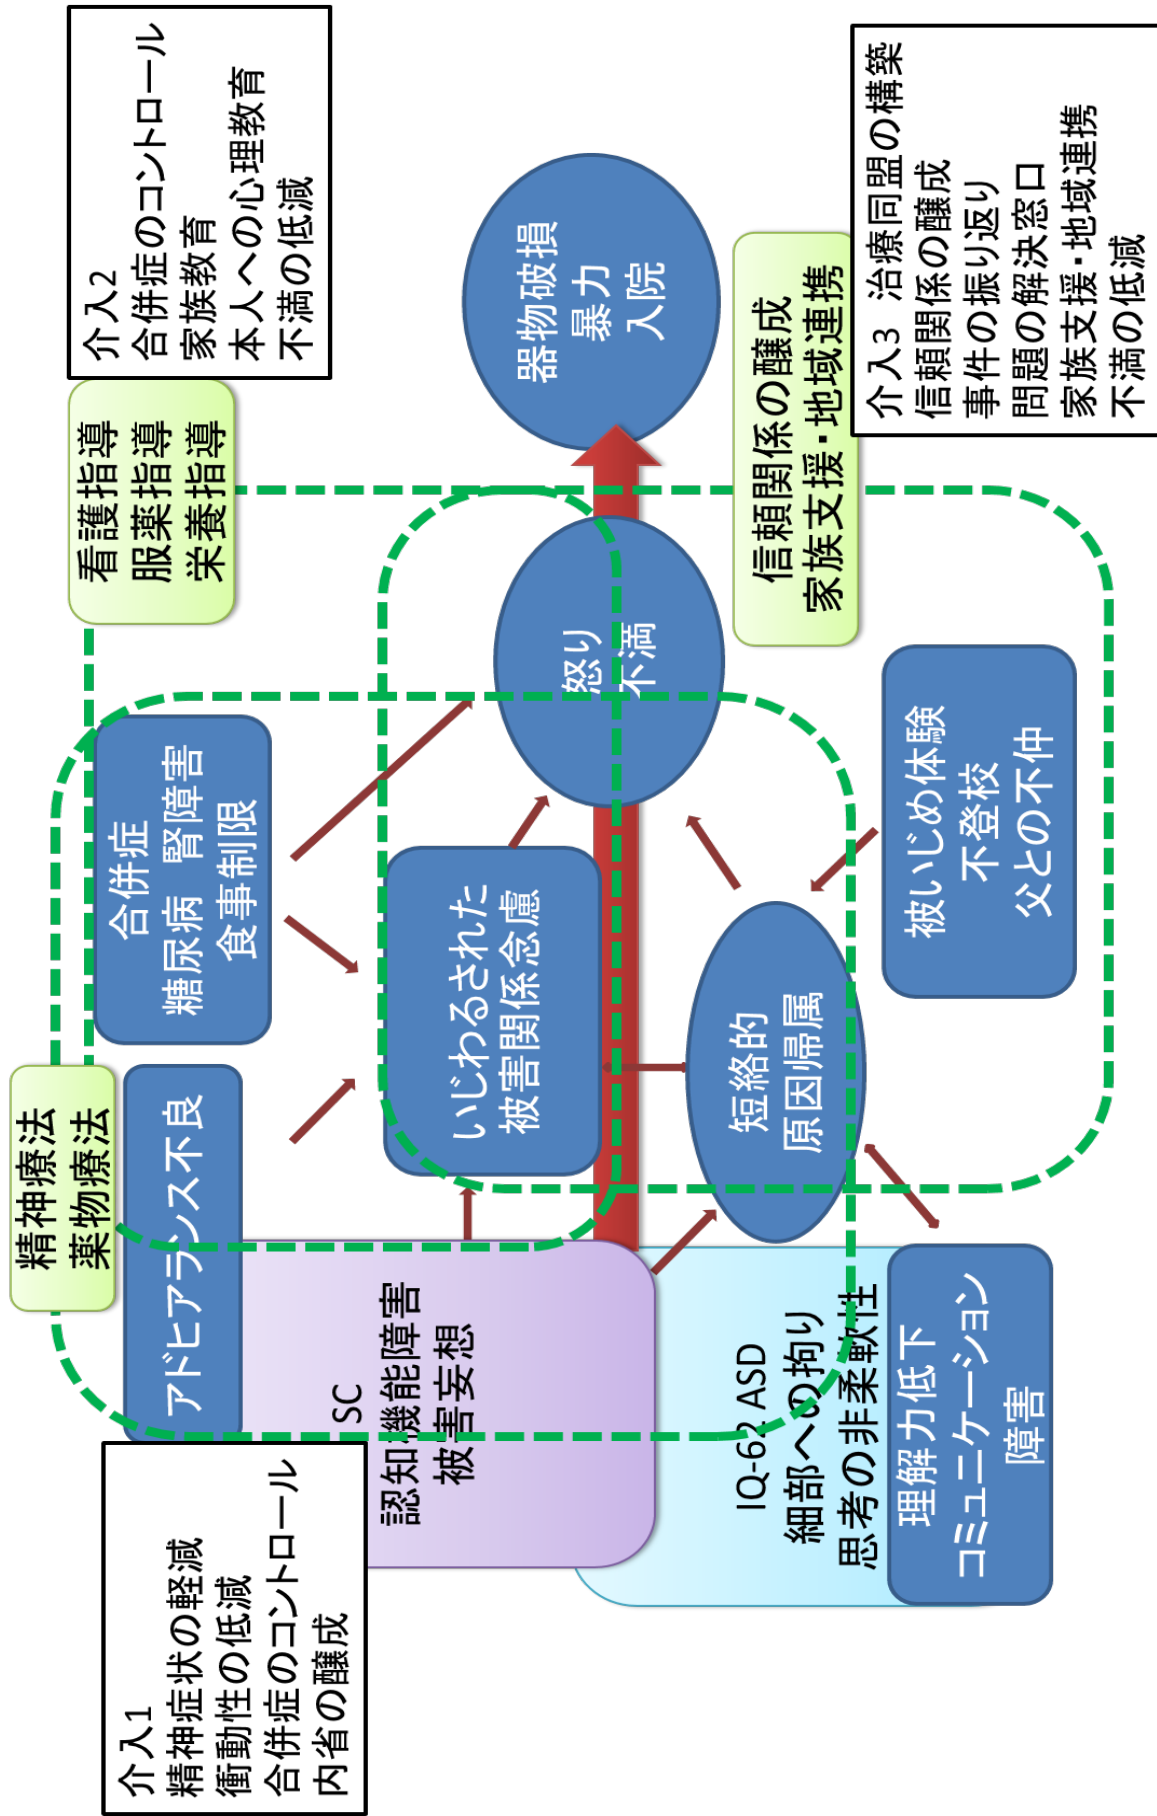 介入1
精神症状の軽減
衝動性の低減
合併症のコントロール
内省の醸成
精神療法
薬物療法
アドヒアランス不良
合併症
糖尿病 腎障害
食事制限
看護指導
服薬指導
栄養指導
介入2
合併症のコントロール
家族教育
本人への心理教育
不満の低減
SC
認知機能障害
被害妄想
いじわるされた
被害関係念慮
怒り
不満
器物破損
暴力
入院
IQ-62 ASD
細部への拘り
思考の非柔軟性
理解力低下
コミュニケーション
障害
短絡的
原因帰属
被いじめ体験
不登校
父との不仲
信頼関係の醸成
家族支援・地域連携
介入3 治療同盟の構築
信頼関係の醸成
事件の振り返り
問題の解決窓口
家族支援・地域連携
不満の低減